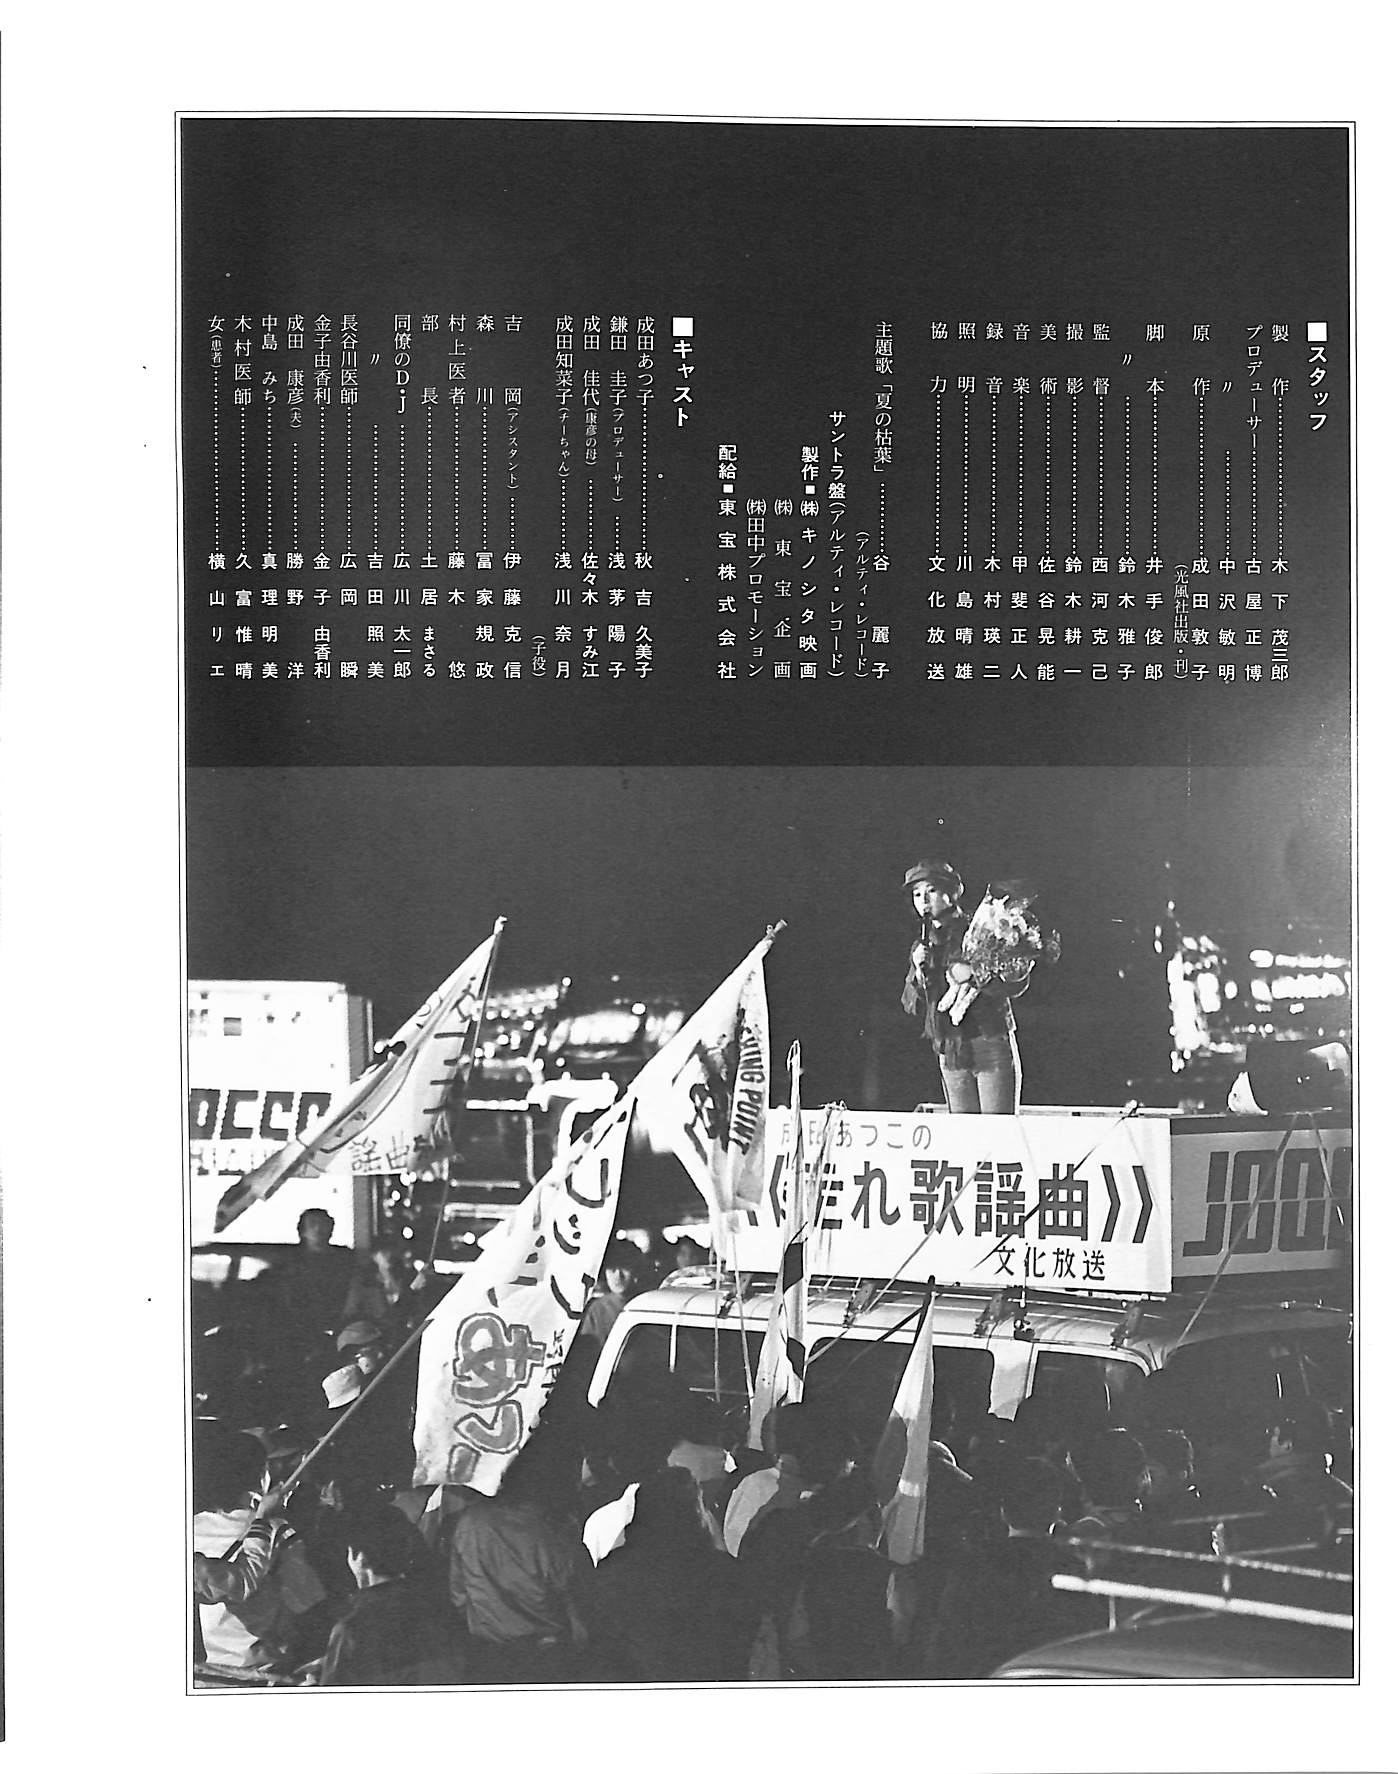 ■スタッフ
製作……………木下茂三郎
プロデューサー……………古屋正博
〃……………中沢敏明
原作……………成田敦子
(光風社出版・刊)
脚本……………井手俊郎
〃……………鈴木雅子
監督……………西河克己
撮影……………鈴木耕一
美術……………佐谷晃能
音楽……………甲斐正人
録音……………木村瑛二
照明……………川島晴雄
協力……………文化放送
主題歌「夏の枯葉」…………谷麗子
(アルティ・レコード)
サントラ盤(アルティ・レコード)
製作■㈱キノシタ映画
㈱東宝企画
㈱田中プロモーション
配給■東宝株式会社
■キャスト
成田あつ子……………秋吉久美子
鎌田 圭子(プロデューサー)……浅茅陽子
成田 佳代(康彦の母)…………佐々木すみ江
成田知菜子(チーちゃん)…………浅川奈月
(子役)
吉岡(アシスタント)………伊藤克信
森川……………冨家規政
村上医者……………藤木悠
部長……………土居まさる
同僚のD・J……………広川太一郎
〃……………吉田照美
長谷川医師……………広岡瞬
金子由香利……………金子由香利
成田 康彦(夫)……………勝野洋
中島 みち……………真理明美
木村医師……………久富惟晴
女(患者)……………横山リエ
成田あつこの
《走れ歌謡曲》
文化放送
JOQR
謡曲
POINT
あつこ